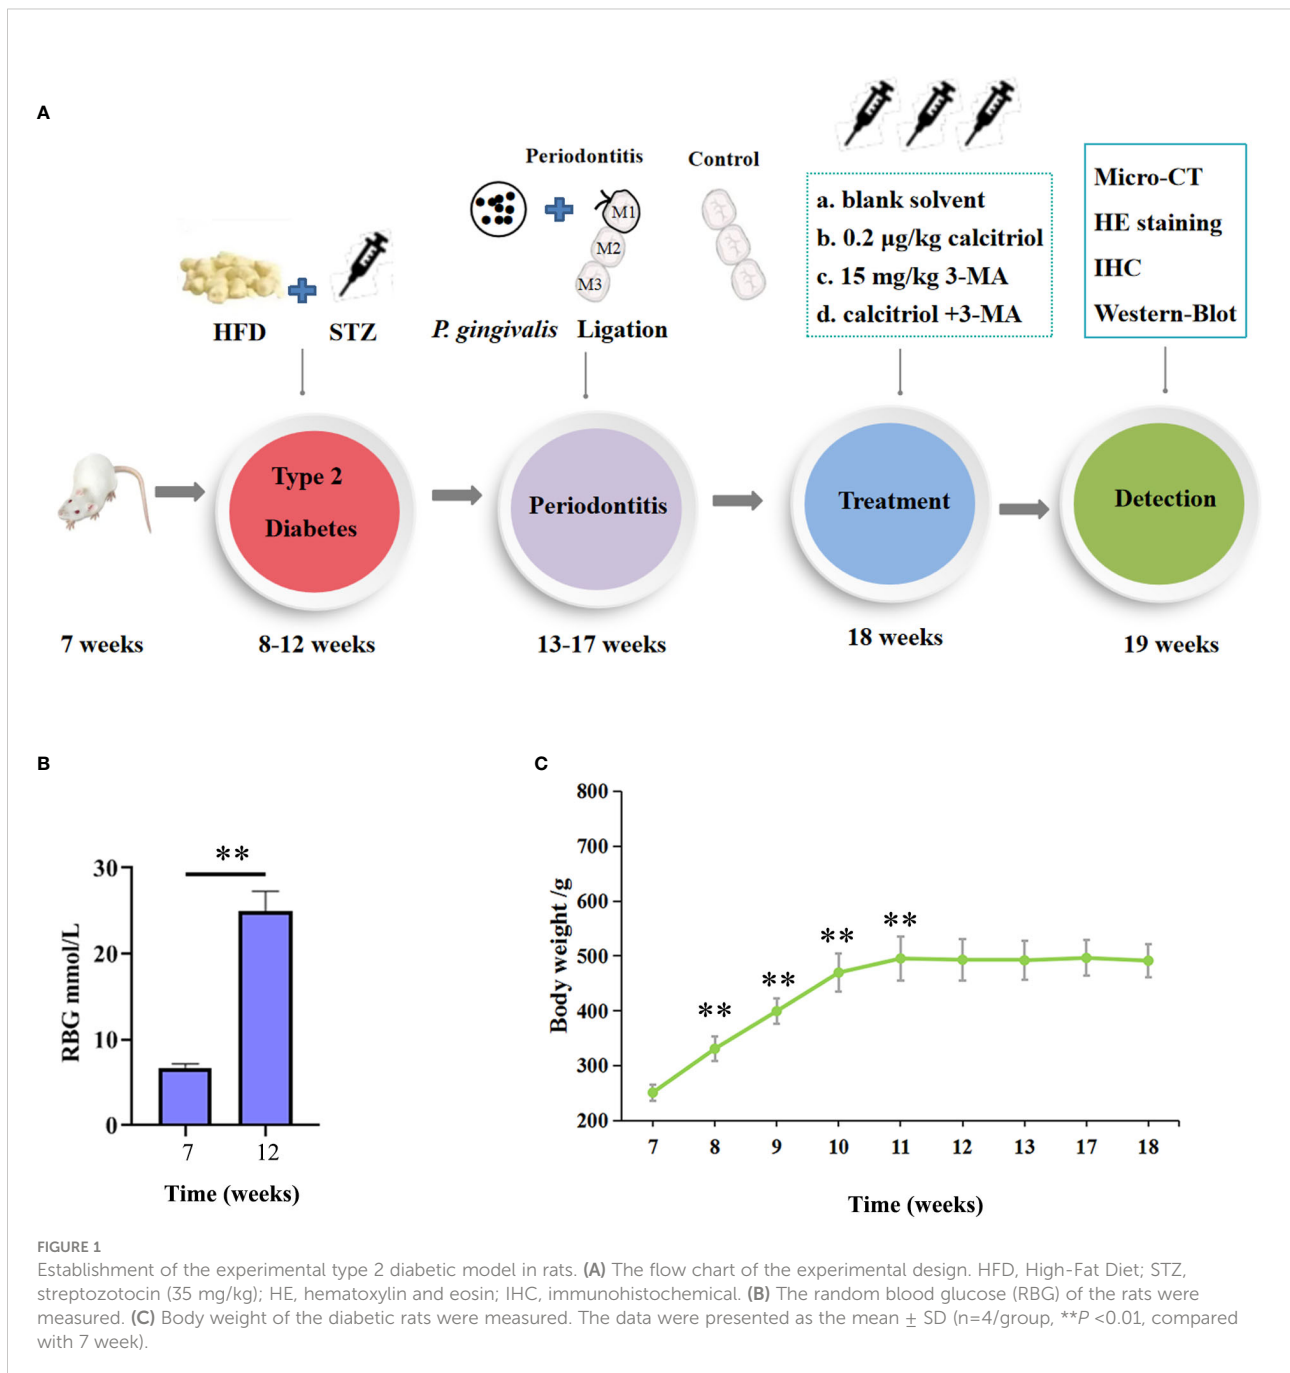 A
Periodontitis
Control
M1
M2
M3
HFD
STZ
P. gingivalis
Ligation
a. blank solvent
b. 0.2 μg/kg calcitriol
c. 15 mg/kg 3-MA
d. calcitriol +3-MA
Micro-CT
HE staining
IHC
Western-Blot
Type 2
Diabetes
Periodontitis
Treatment
Detection
7 weeks
8-12 weeks
13-17 weeks
18 weeks
19 weeks
B
**
RBG mmol/L
30
20
10
0
7
12
Time (weeks)
C
Body weight /g
800
700
600
500
400
300
200
**
**
**
**
7
8
9
10
11
12
13
17
18
Time (weeks)
FIGURE 1
Establishment of the experimental type 2 diabetic model in rats. (A) The flow chart of the experimental design. HFD, High-Fat Diet; STZ,
streptozotocin (35 mg/kg); HE, hematoxylin and eosin; IHC, immunohistochemical. (B) The random blood glucose (RBG) of the rats were
measured. (C) Body weight of the diabetic rats were measured. The data were presented as the mean ± SD (n=4/group, **P <0.01, compared
with 7 week).